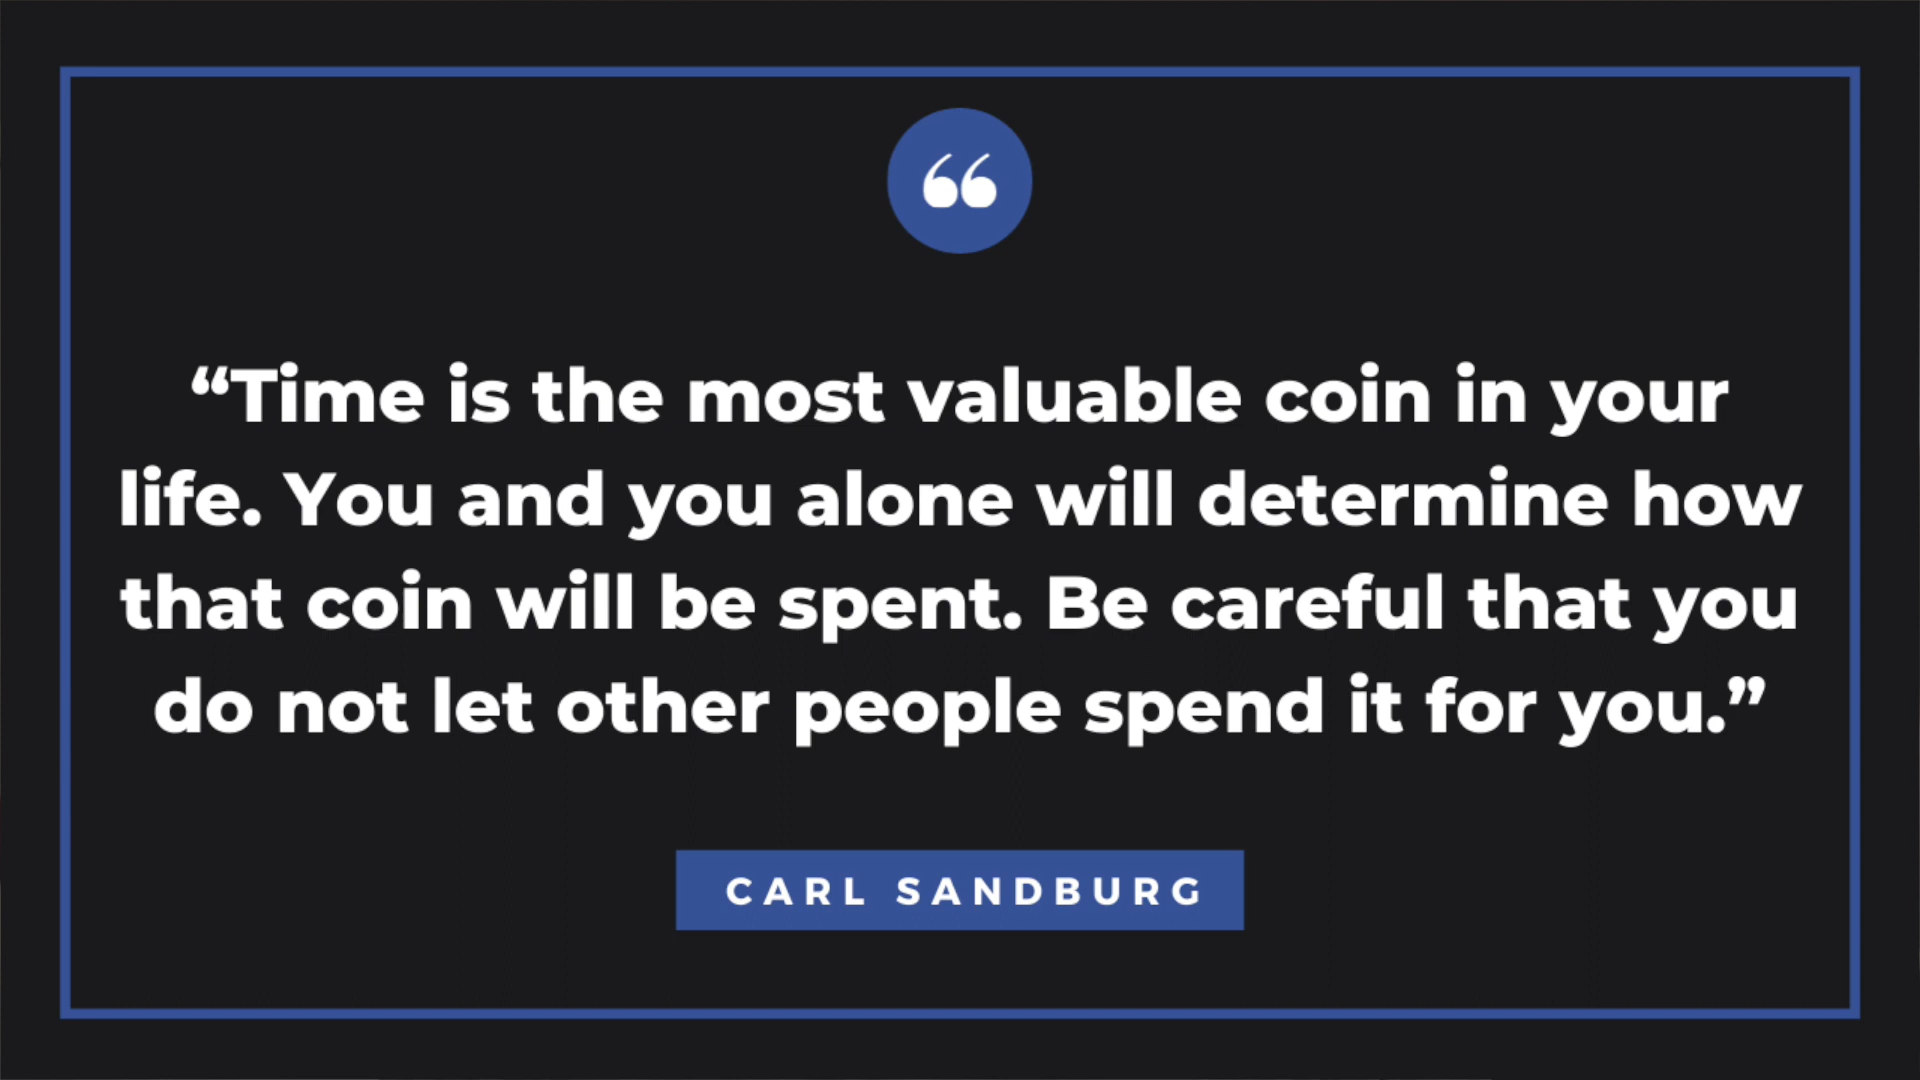 “
“Time is the most valuable coin in your
life. You and you alone will determine how
that coin will be spent. Be careful that you
do not let other people spend it for you.”
CARL SANDBURG